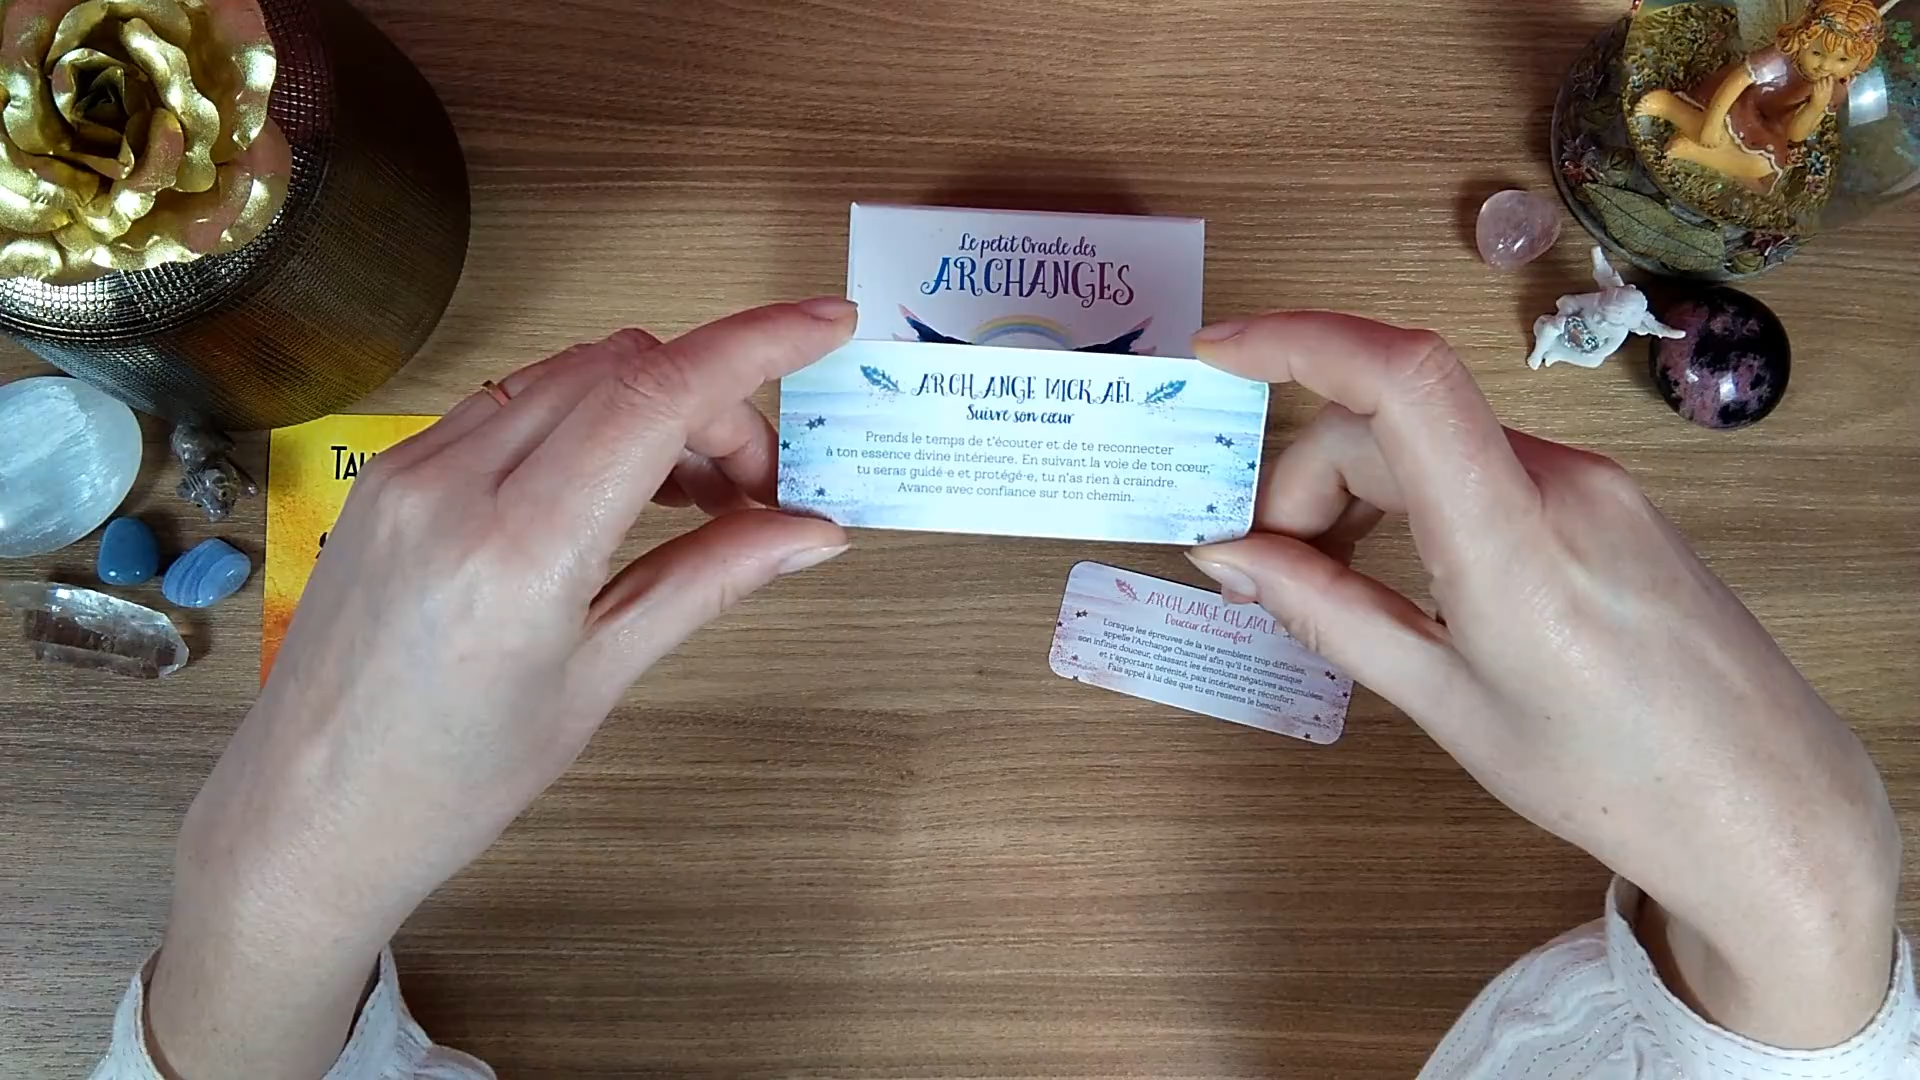 Le petit Oracle des
ARCHANGES
ARCHANGE MICKAËL
Suivre son cœur
Prends le temps de t'écouter et de te reconnecter
à ton essence divine intérieure. En suivant la voie de ton cœur,
tu seras guidé·e et protégé·e, tu n'as rien à craindre.
Avance avec confiance sur ton chemin.
ARCHANGE
Douceur et réconfort
Lorsque les épreuves de la vie semblent trop difficiles,
appelle l'Archange Chamuel afin qu'il te communique
son infinie douceur, chassant les émotions négatives accumulées
et t'apportant sérénité, paix intérieure et réconfort.
Fais appel à lui dès que tu en ressens le besoin.